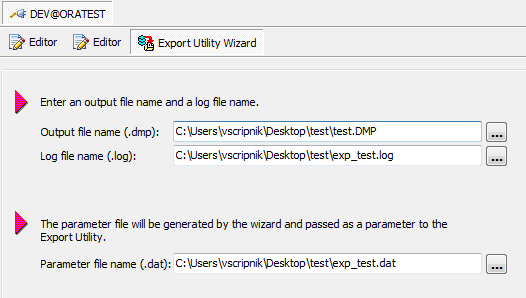 DEV@ORATEST
Editor Editor Export Utility Wizard
Enter an output file name and a log file name.
Output file name (.dmp): C:\Users\vscripnik\Desktop\test\test.DMP ...
Log file name (.log): C:\Users\vscripnik\Desktop\test\exp_test.log ...
The parameter file will be generated by the wizard and passed as a parameter to the
Export Utility.
Parameter file name (.dat): C:\Users\vscripnik\Desktop\test\exp_test.dat ...